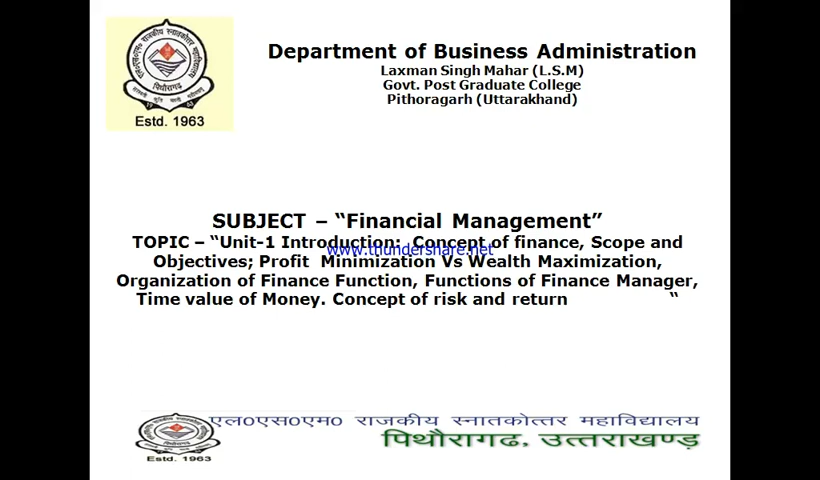 Estd. 1963
Department of Business Administration
Laxman Singh Mahar (L.S.M)
Govt. Post Graduate College
Pithoragarh (Uttarakhand)
SUBJECT – “Financial Management”
TOPIC – “Unit-1 Introduction: Concept of finance, Scope and
www.thundershare.net
Objectives; Profit Minimization Vs Wealth Maximization,
Organization of Finance Function, Functions of Finance Manager,
Time value of Money. Concept of risk and return “
एल०एस०एम० राजकीय स्नातकोत्तर महाविद्यालय
पिथौरागढ, उत्तराखण्ड़
Estd. 1963